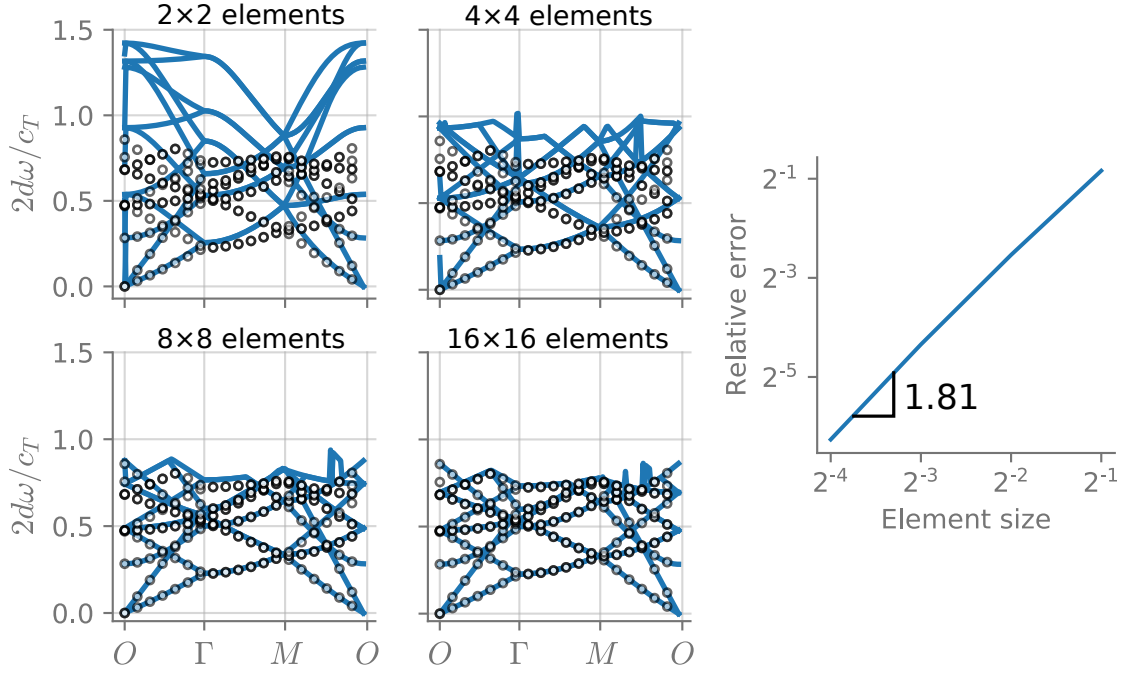 2×2 elements
4×4 elements
1.5
1.0
0.5
0.0
2dω/c_T
8×8 elements
16×16 elements
1.5
1.0
0.5
0.0
2dω/c_T
O Γ M O
O Γ M O
2⁻¹
2⁻³
2⁻⁵
Relative error
1.81
2⁻⁴ 2⁻³ 2⁻² 2⁻¹
Element size